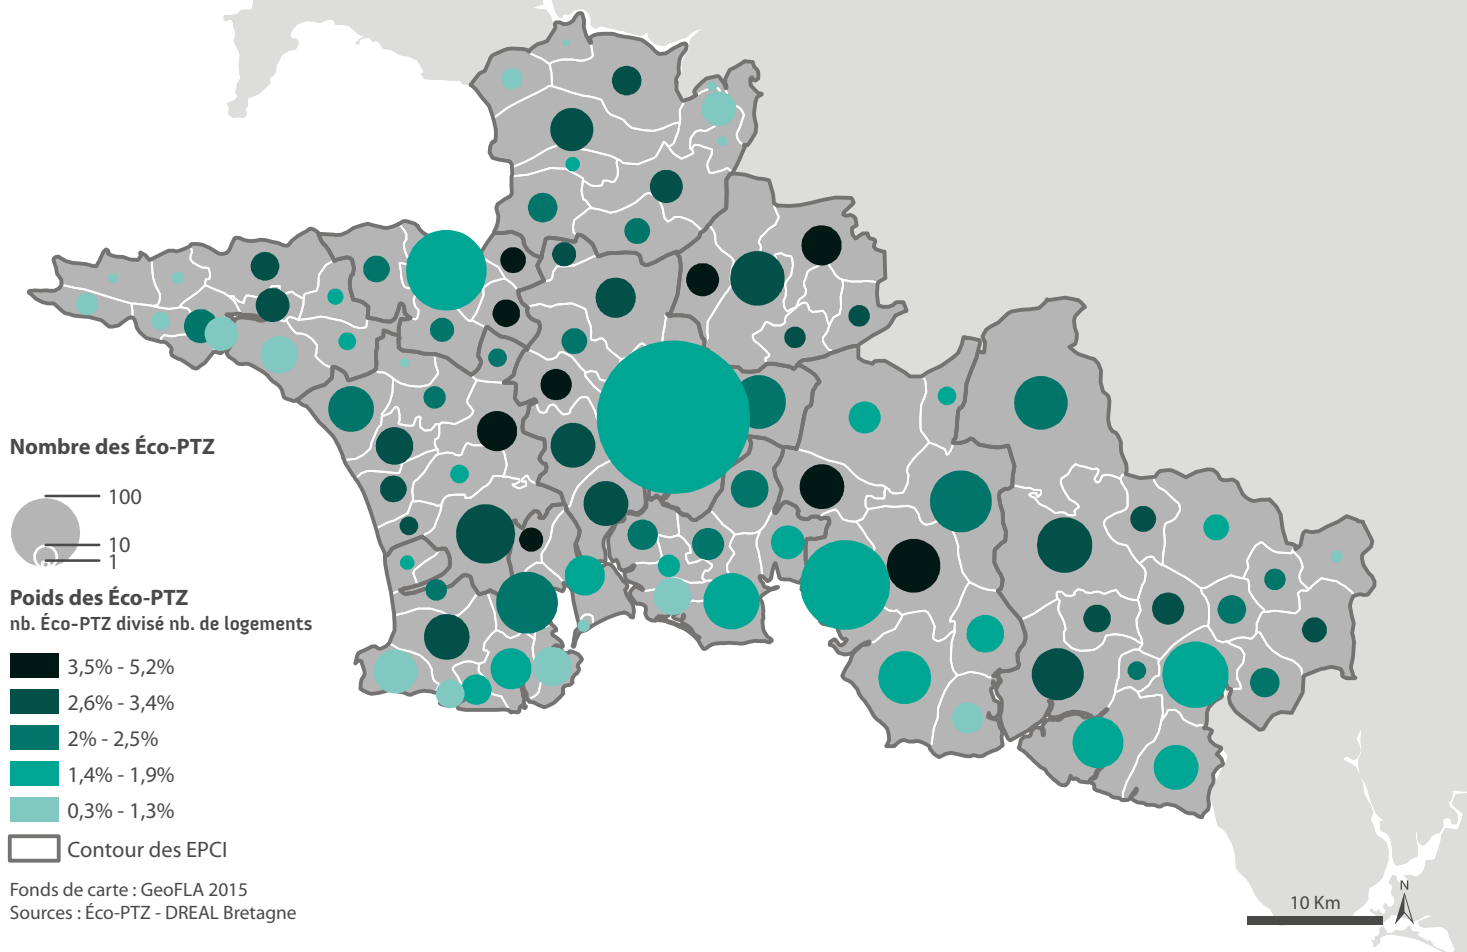 Nombre des Éco-PTZ
100
10
1
Poids des Éco-PTZ
nb. Éco-PTZ divisé nb. de logements
3,5% - 5,2%
2,6% - 3,4%
2% - 2,5%
1,4% - 1,9%
0,3% - 1,3%
Contour des EPCI
Fonds de carte : GeoFLA 2015
Sources : Éco-PTZ - DREAL Bretagne
10 Km
N